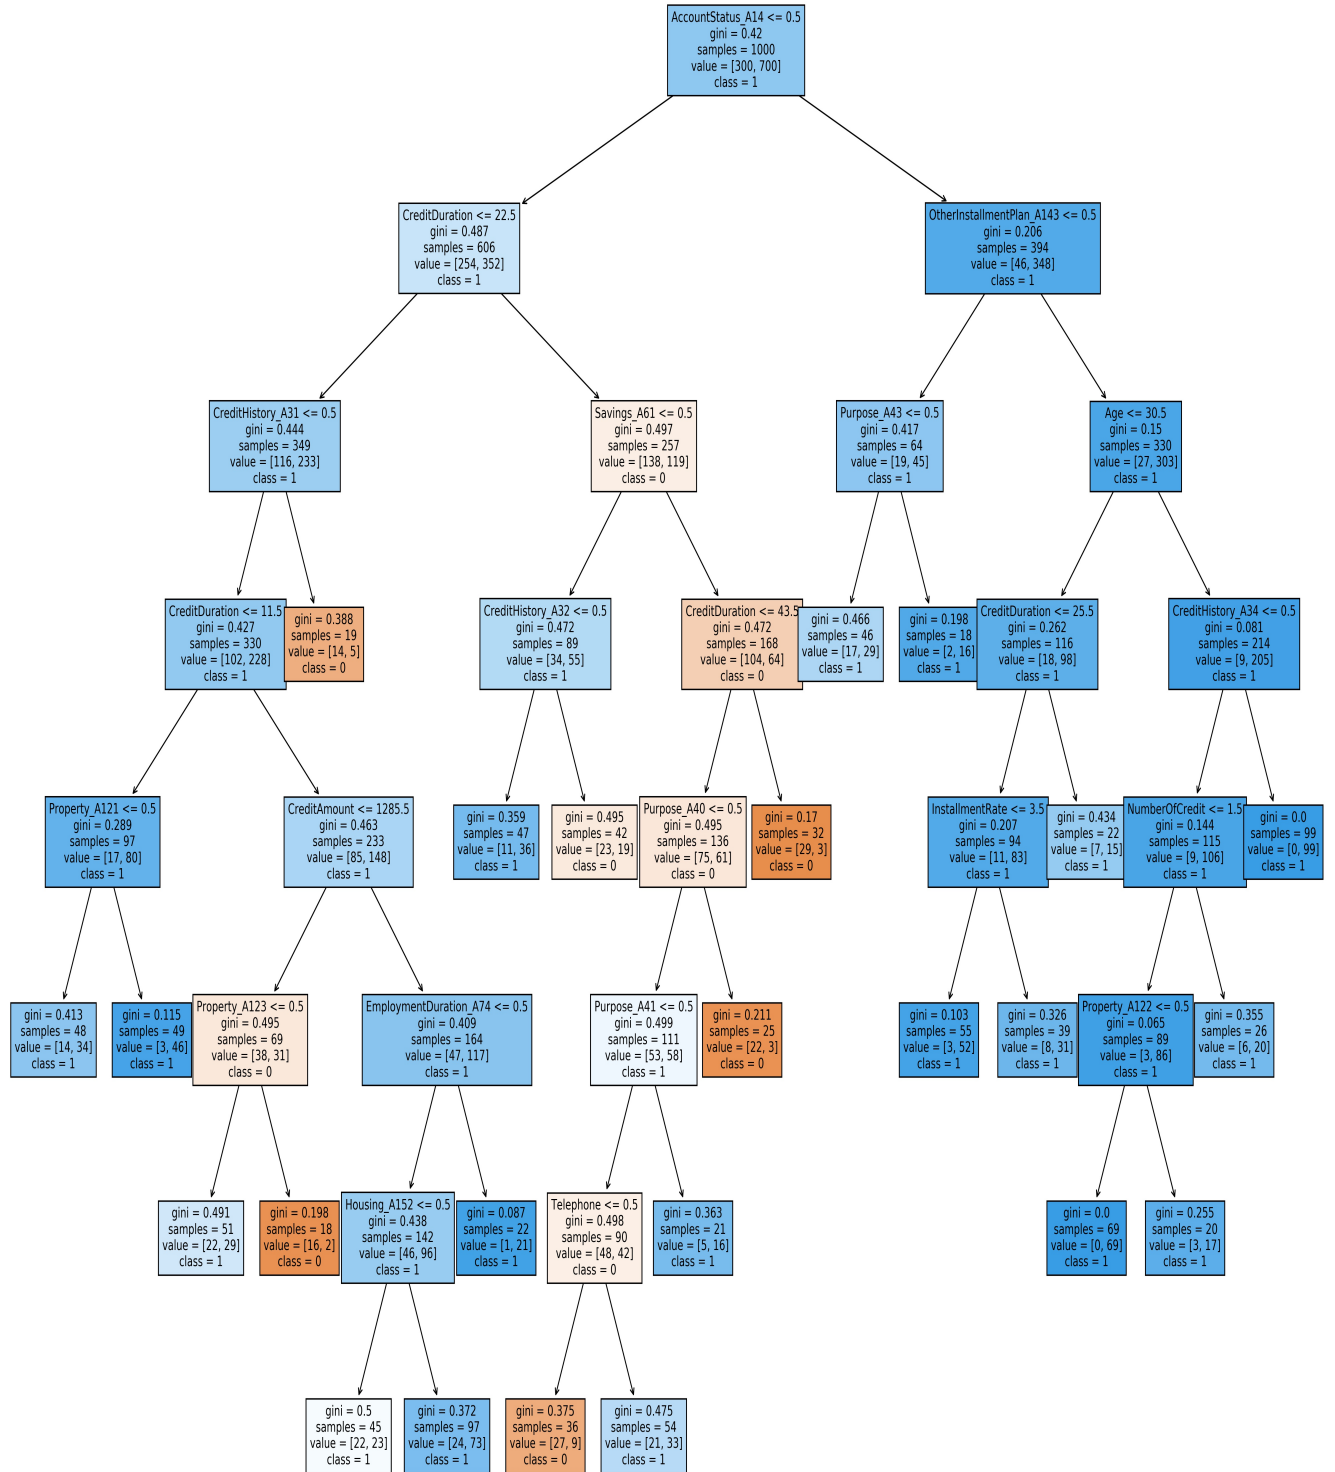 AccountStatus_A14 <= 0.5
gini = 0.42
samples = 1000
value = [300, 700]
class = 1
CreditDuration <= 22.5
gini = 0.487
samples = 606
value = [254, 352]
class = 1
OtherInstallmentPlan_A143 <= 0.5
gini = 0.206
samples = 394
value = [46, 348]
class = 1
CreditHistory_A31 <= 0.5
gini = 0.444
samples = 349
value = [116, 233]
class = 1
Savings_A61 <= 0.5
gini = 0.497
samples = 257
value = [138, 119]
class = 0
Purpose_A43 <= 0.5
gini = 0.417
samples = 64
value = [19, 45]
class = 1
Age <= 30.5
gini = 0.15
samples = 330
value = [27, 303]
class = 1
CreditDuration <= 11.5
gini = 0.427
samples = 330
value = [102, 228]
class = 1
gini = 0.388
samples = 19
value = [14, 5]
class = 0
CreditHistory_A32 <= 0.5
gini = 0.472
samples = 89
value = [34, 55]
class = 1
CreditDuration <= 43.5
gini = 0.472
samples = 168
value = [104, 64]
class = 0
gini = 0.466
samples = 46
value = [17, 29]
class = 1
gini = 0.198
samples = 18
value = [2, 16]
class = 1
CreditDuration <= 25.5
gini = 0.262
samples = 116
value = [18, 98]
class = 1
CreditHistory_A34 <= 0.5
gini = 0.081
samples = 214
value = [9, 205]
class = 1
Property_A121 <= 0.5
gini = 0.289
samples = 97
value = [17, 80]
class = 1
CreditAmount <= 1285.5
gini = 0.463
samples = 233
value = [85, 148]
class = 1
gini = 0.359
samples = 47
value = [11, 36]
class = 1
gini = 0.495
samples = 42
value = [23, 19]
class = 0
Purpose_A40 <= 0.5
gini = 0.495
samples = 136
value = [75, 61]
class = 0
gini = 0.17
samples = 32
value = [29, 3]
class = 0
InstallmentRate <= 3.5
gini = 0.207
samples = 94
value = [11, 83]
class = 1
gini = 0.434
samples = 22
value = [7, 15]
class = 1
NumberOfCredit <= 1.5
gini = 0.144
samples = 115
value = [9, 106]
class = 1
gini = 0.0
samples = 99
value = [0, 99]
class = 1
gini = 0.413
samples = 48
value = [14, 34]
class = 1
gini = 0.115
samples = 49
value = [3, 46]
class = 1
Property_A123 <= 0.5
gini = 0.495
samples = 69
value = [38, 31]
class = 0
EmploymentDuration_A74 <= 0.5
gini = 0.409
samples = 164
value = [47, 117]
class = 1
Purpose_A41 <= 0.5
gini = 0.499
samples = 111
value = [53, 58]
class = 1
gini = 0.211
samples = 25
value = [22, 3]
class = 0
gini = 0.103
samples = 55
value = [3, 52]
class = 1
gini = 0.326
samples = 39
value = [8, 31]
class = 1
Property_A122 <= 0.5
gini = 0.065
samples = 89
value = [3, 86]
class = 1
gini = 0.355
samples = 26
value = [6, 20]
class = 1
gini = 0.491
samples = 51
value = [22, 29]
class = 1
gini = 0.198
samples = 18
value = [16, 2]
class = 0
Housing_A152 <= 0.5
gini = 0.438
samples = 142
value = [46, 96]
class = 1
gini = 0.087
samples = 22
value = [1, 21]
class = 1
Telephone <= 0.5
gini = 0.498
samples = 90
value = [48, 42]
class = 0
gini = 0.363
samples = 21
value = [5, 16]
class = 1
gini = 0.0
samples = 69
value = [0, 69]
class = 1
gini = 0.255
samples = 20
value = [3, 17]
class = 1
gini = 0.5
samples = 45
value = [22, 23]
class = 1
gini = 0.372
samples = 97
value = [24, 73]
class = 1
gini = 0.375
samples = 36
value = [27, 9]
class = 0
gini = 0.475
samples = 54
value = [21, 33]
class = 1